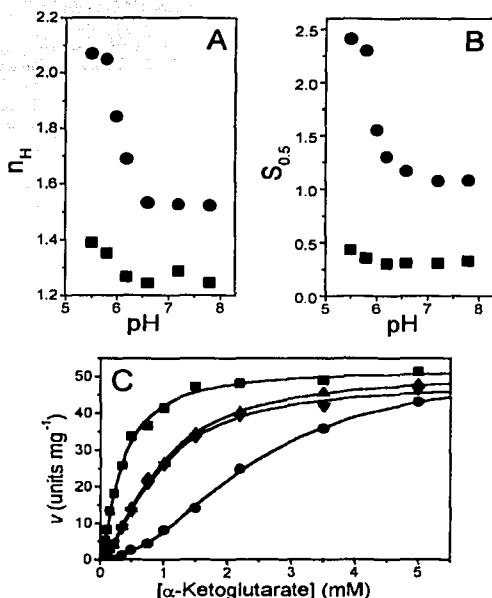 A
2.2
2.0
1.8
1.6
1.4
1.2
n_H
5 6 7 8
pH
B
2.5
2.0
1.5
1.0
0.5
0.0
S_0.5
5 6 7 8
pH
C
50
40
30
20
10
0
v (units mg⁻¹)
0 1 2 3 4 5
[α-Ketoglutarate] (mM)